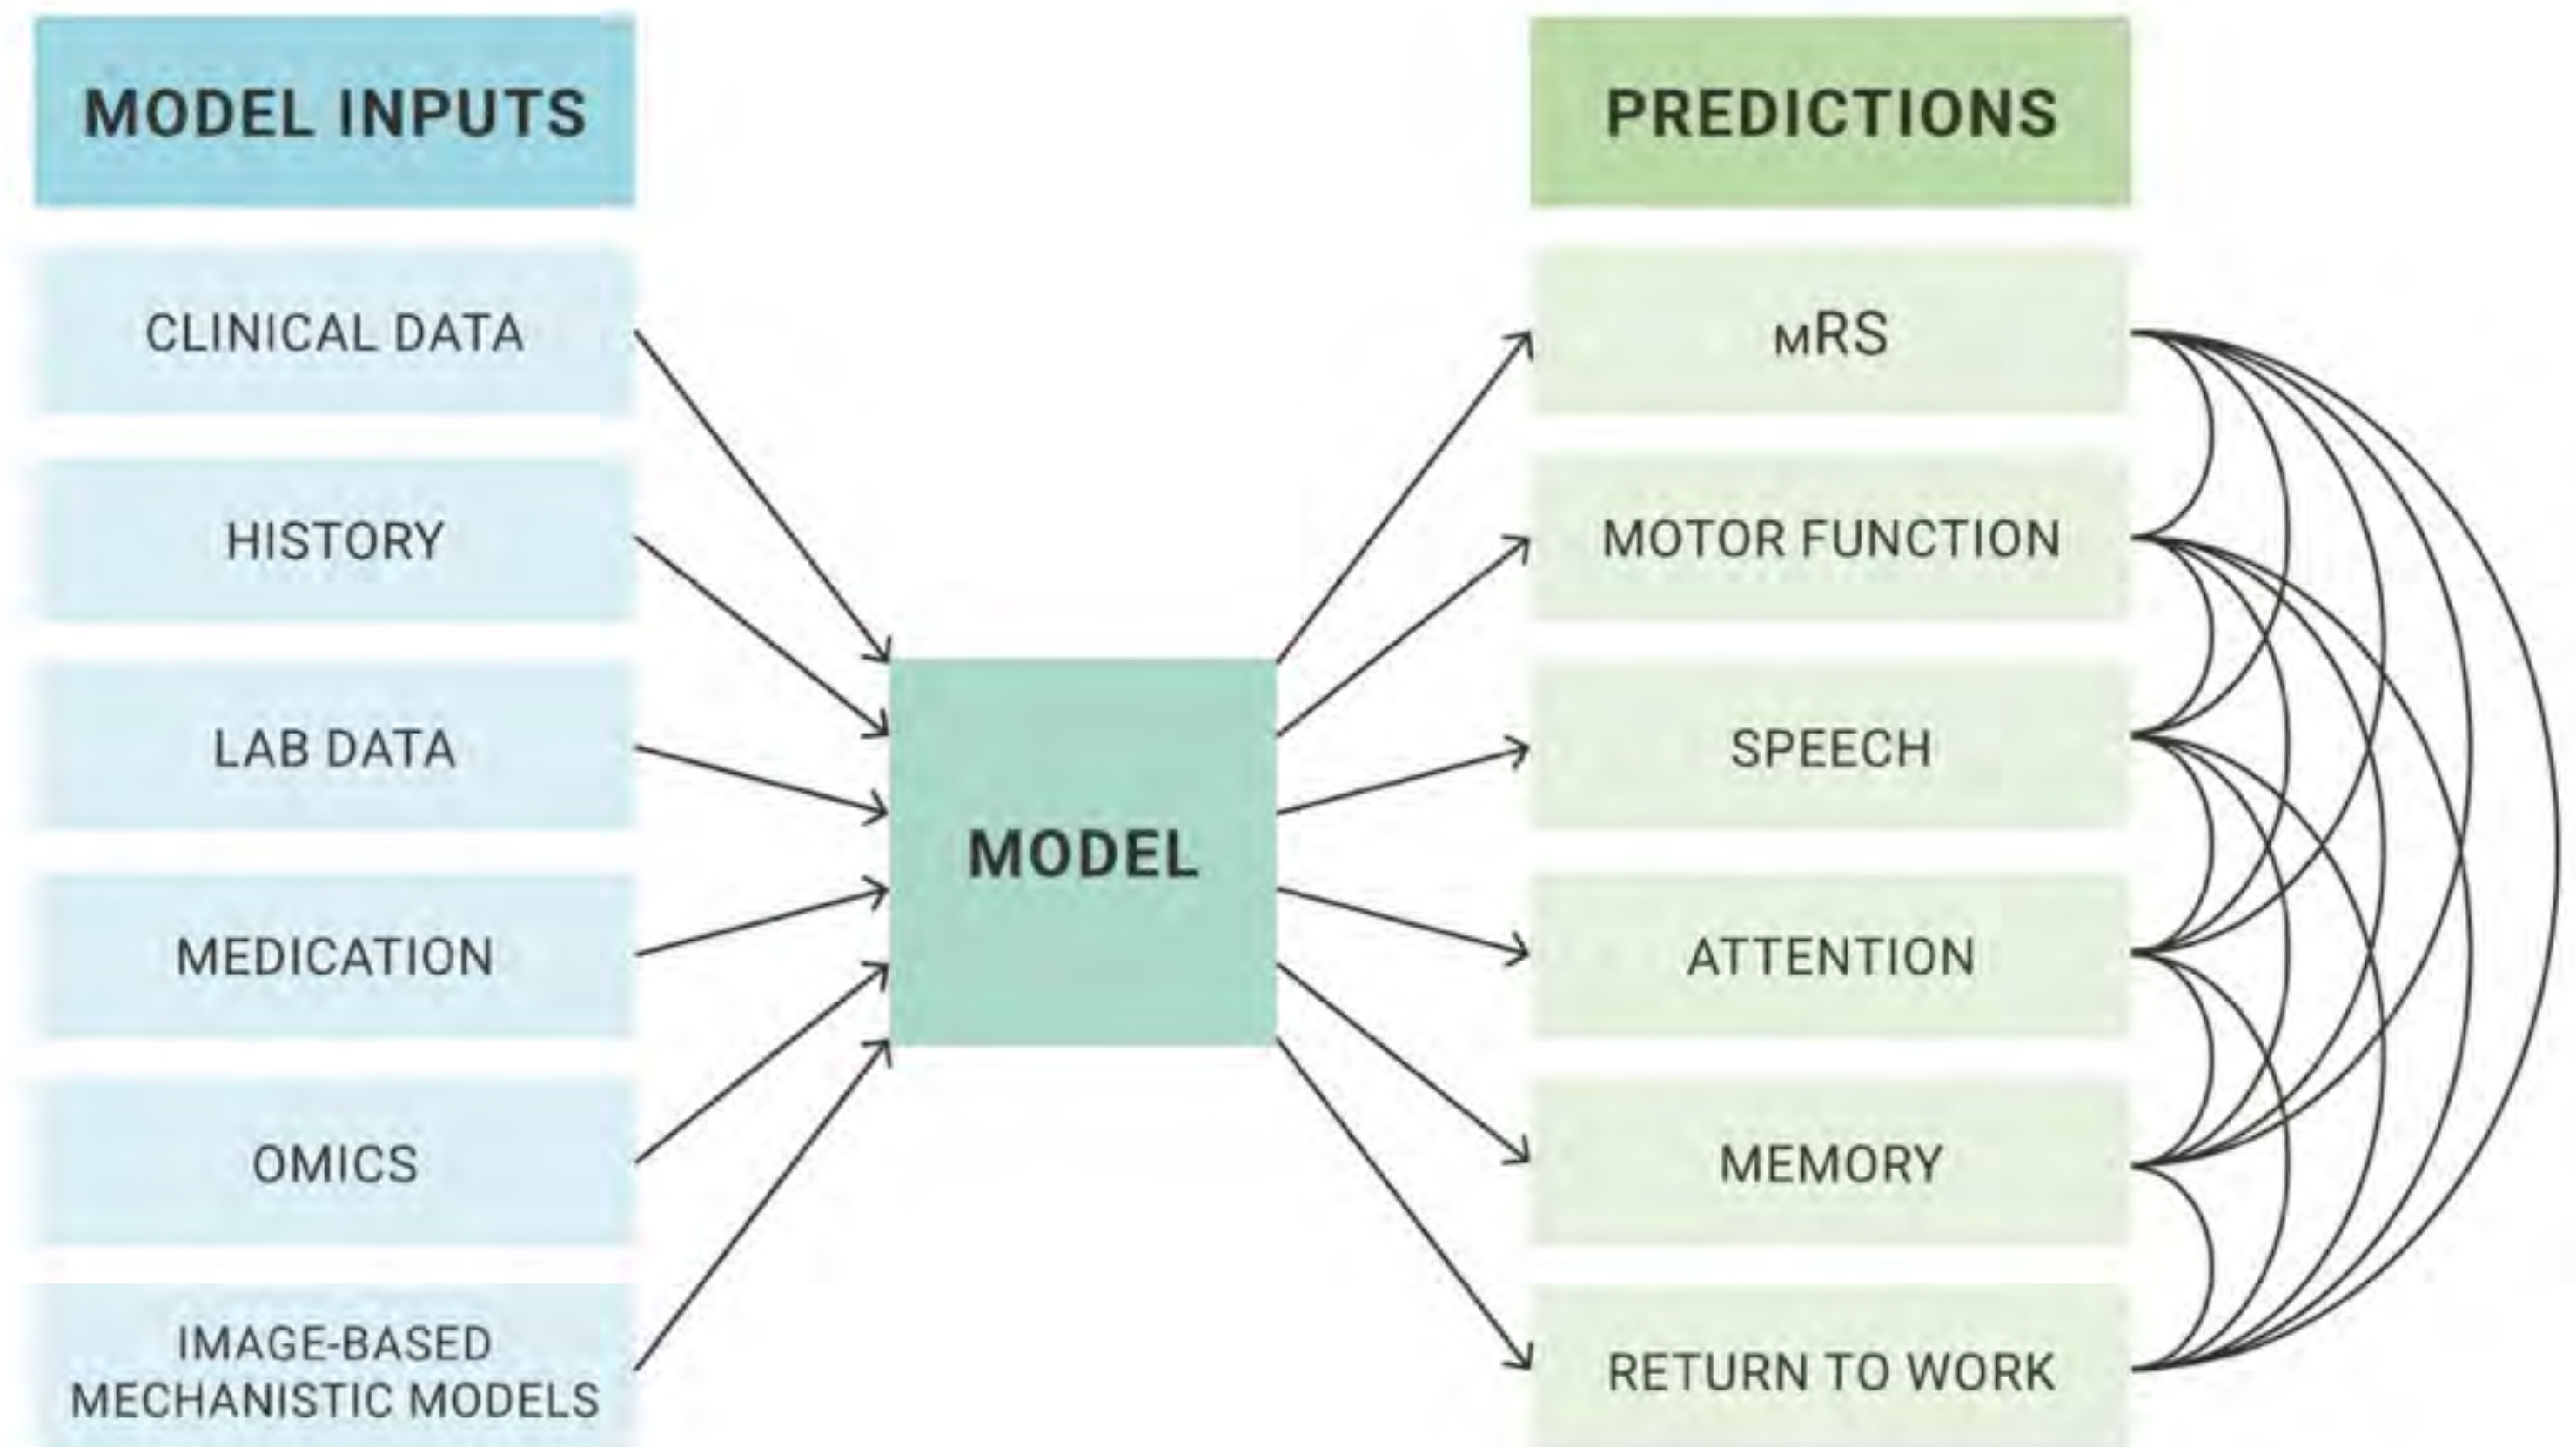 MODEL INPUTS
CLINICAL DATA
HISTORY
LAB DATA
MEDICATION
OMICS
IMAGE-BASED
MECHANISTIC MODELS
MODEL
PREDICTIONS
mRS
MOTOR FUNCTION
SPEECH
ATTENTION
MEMORY
RETURN TO WORK